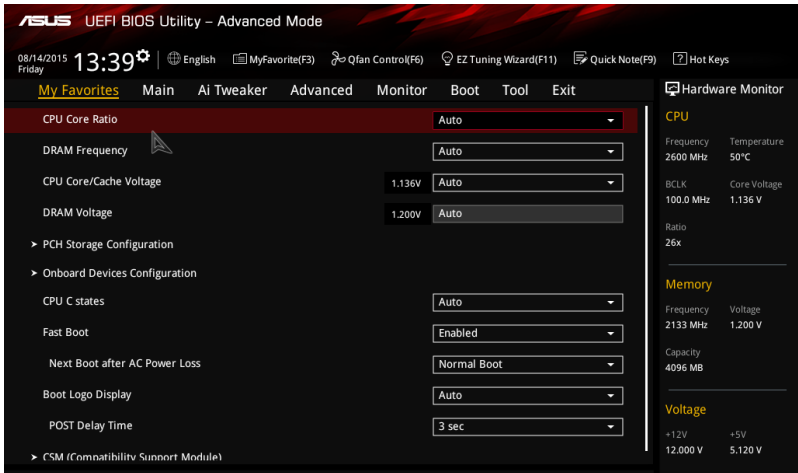 ASUS UEFI BIOS Utility – Advanced Mode
08/14/2015 Friday 13:39 English MyFavorite(F3) Qfan Control(F6) EZ Tuning Wizard(F11) Quick Note(F9) ? Hot Keys
My Favorites Main Ai Tweaker Advanced Monitor Boot Tool Exit
CPU Core Ratio Auto
DRAM Frequency Auto
CPU Core/Cache Voltage 1.136V Auto
DRAM Voltage 1.200V Auto
> PCH Storage Configuration
> Onboard Devices Configuration
CPU C states Auto
Fast Boot Enabled
Next Boot after AC Power Loss Normal Boot
Boot Logo Display Auto
POST Delay Time 3 sec
> CSM (Compatibility Support Module)
Hardware Monitor
CPU
Frequency Temperature
2600 MHz 50°C
BCLK Core Voltage
100.0 MHz 1.136 V
Ratio
26x
Memory
Frequency Voltage
2133 MHz 1.200 V
Capacity
4096 MB
Voltage
+12V +5V
12.000 V 5.120 V